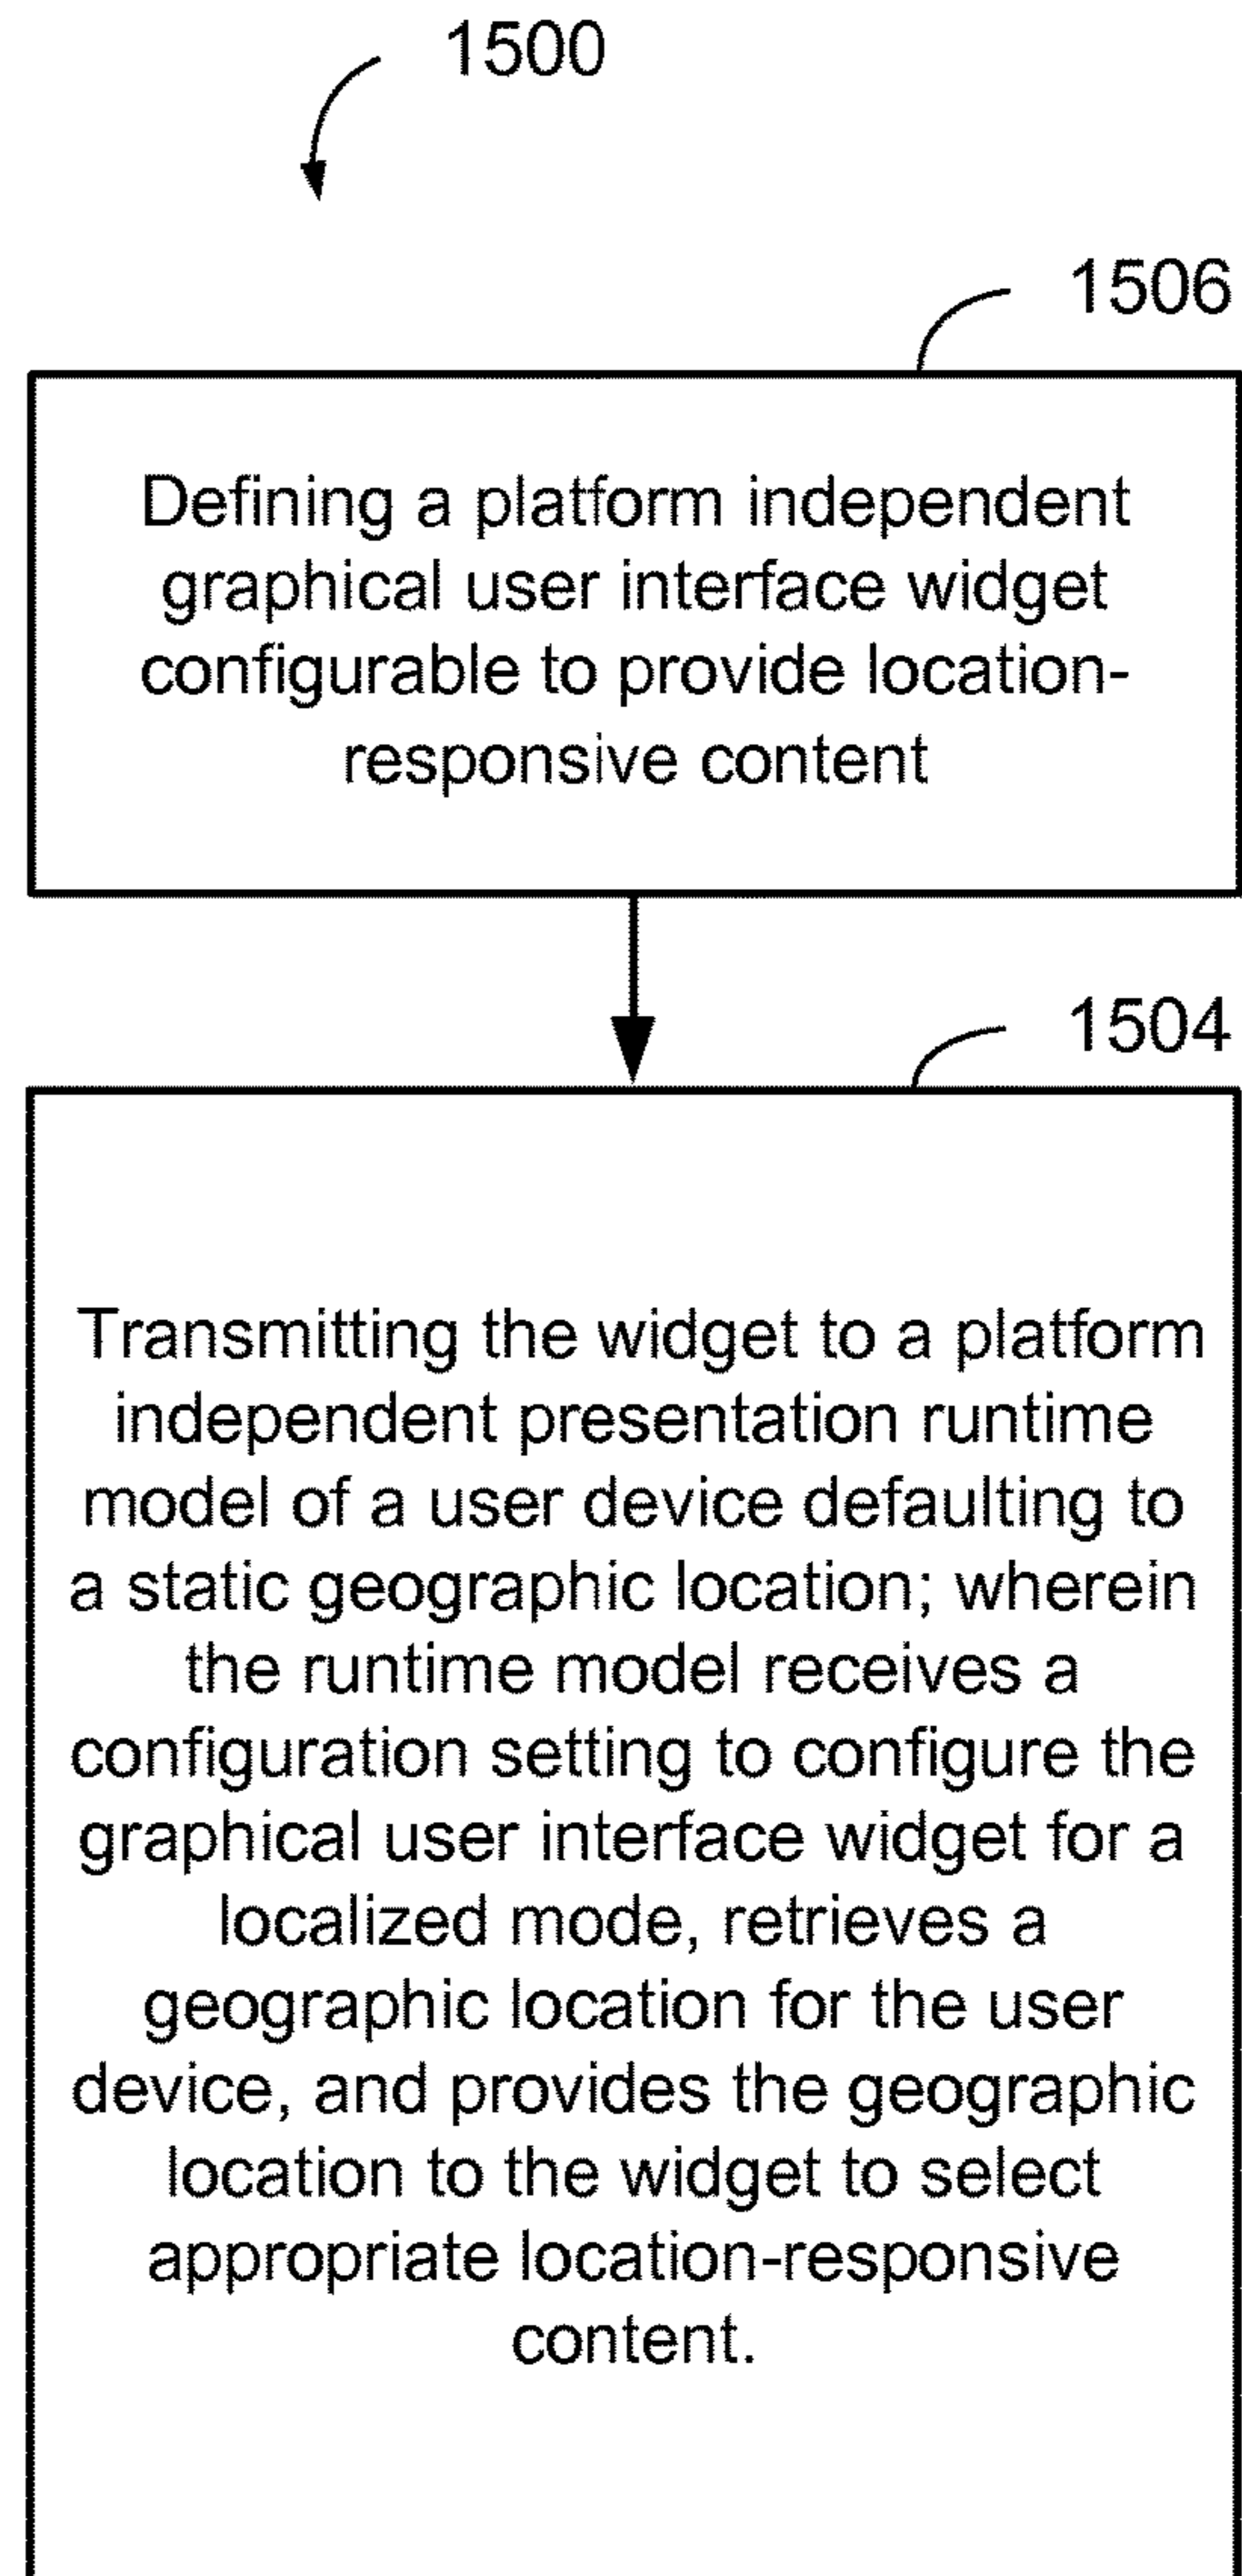 1500
1506
Defining a platform independent
graphical user interface widget
configurable to provide location-
responsive content
1504
Transmitting the widget to a platform
independent presentation runtime
model of a user device defaulting to
a static geographic location; wherein
the runtime model receives a
configuration setting to configure the
graphical user interface widget for a
localized mode, retrieves a
geographic location for the user
device, and provides the geographic
location to the widget to select
appropriate location-responsive
content.